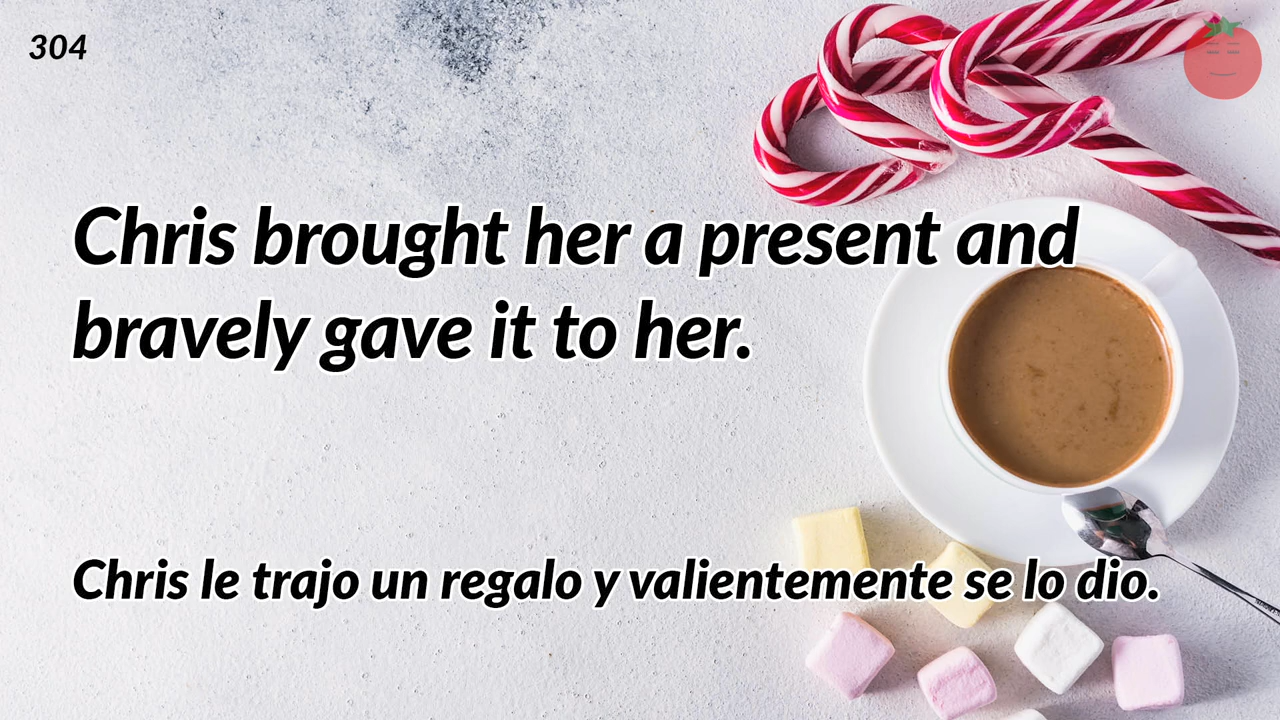 304
Chris brought her a present and
bravely gave it to her.
Chris le trajo un regalo y valientemente se lo dio.